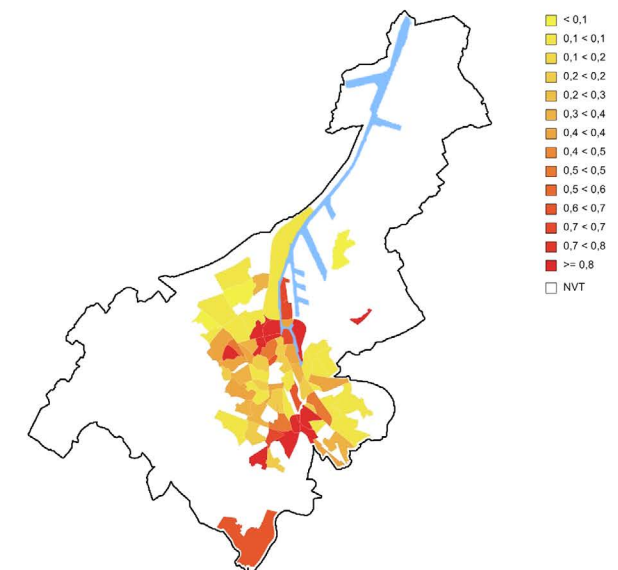 < 0,1
0,1 < 0,1
0,1 < 0,2
0,2 < 0,2
0,2 < 0,3
0,3 < 0,4
0,4 < 0,4
0,4 < 0,5
0,5 < 0,5
0,5 < 0,6
0,6 < 0,7
0,7 < 0,7
0,7 < 0,8
>= 0,8
NVT